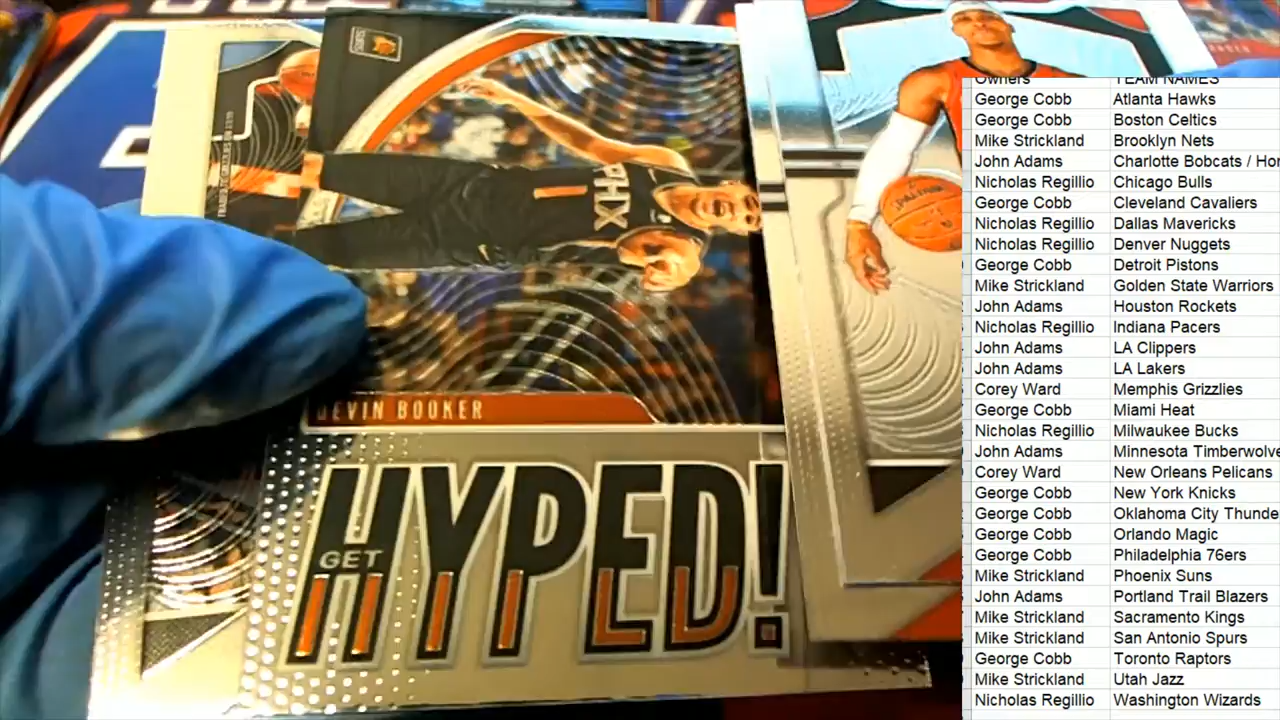 SUNS
PHX
1
DEVIN BOOKER
GET
HYPED!
SPALDING
Owners TEAM NAMES
George Cobb Atlanta Hawks
George Cobb Boston Celtics
Mike Strickland Brooklyn Nets
John Adams Charlotte Bobcats / Hor
Nicholas Regillio Chicago Bulls
George Cobb Cleveland Cavaliers
Nicholas Regillio Dallas Mavericks
Nicholas Regillio Denver Nuggets
George Cobb Detroit Pistons
Mike Strickland Golden State Warriors
John Adams Houston Rockets
Nicholas Regillio Indiana Pacers
John Adams LA Clippers
John Adams LA Lakers
Corey Ward Memphis Grizzlies
George Cobb Miami Heat
Nicholas Regillio Milwaukee Bucks
John Adams Minnesota Timberwolve
Corey Ward New Orleans Pelicans
George Cobb New York Knicks
George Cobb Oklahoma City Thunde
George Cobb Orlando Magic
George Cobb Philadelphia 76ers
Mike Strickland Phoenix Suns
John Adams Portland Trail Blazers
Mike Strickland Sacramento Kings
Mike Strickland San Antonio Spurs
George Cobb Toronto Raptors
Mike Strickland Utah Jazz
Nicholas Regillio Washington Wizards